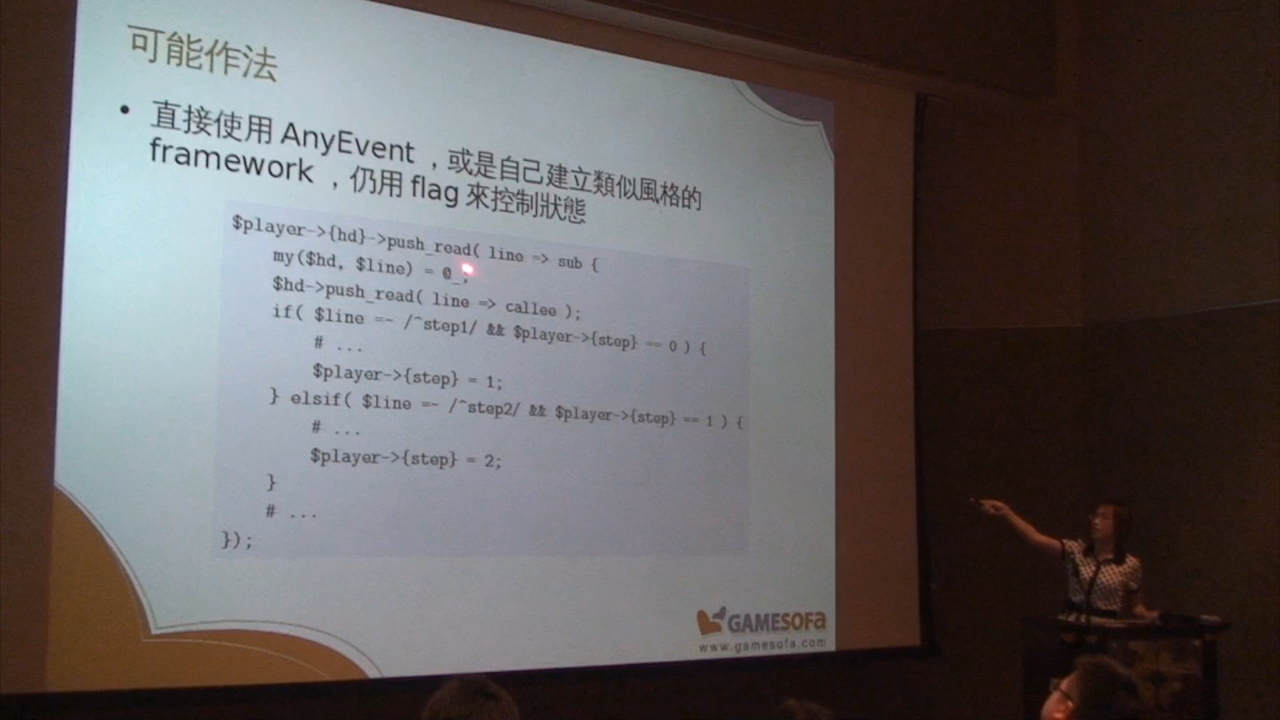 可能作法
• 直接使用 AnyEvent ，或是自己建立類似風格的
framework ，仍用 flag 來控制狀態
$player->{hd}->push_read( line => sub {
my($hd, $line) = @_;
$hd->push_read( line => callee );
if( $line =~ /^step1/ && $player->{step} == 0 ) {
# ...
$player->{step} = 1;
} elsif( $line =~ /^step2/ && $player->{step} == 1 ) {
# ...
$player->{step} = 2;
}
# ...
});
GAMESOFA
www.gamesofa.com